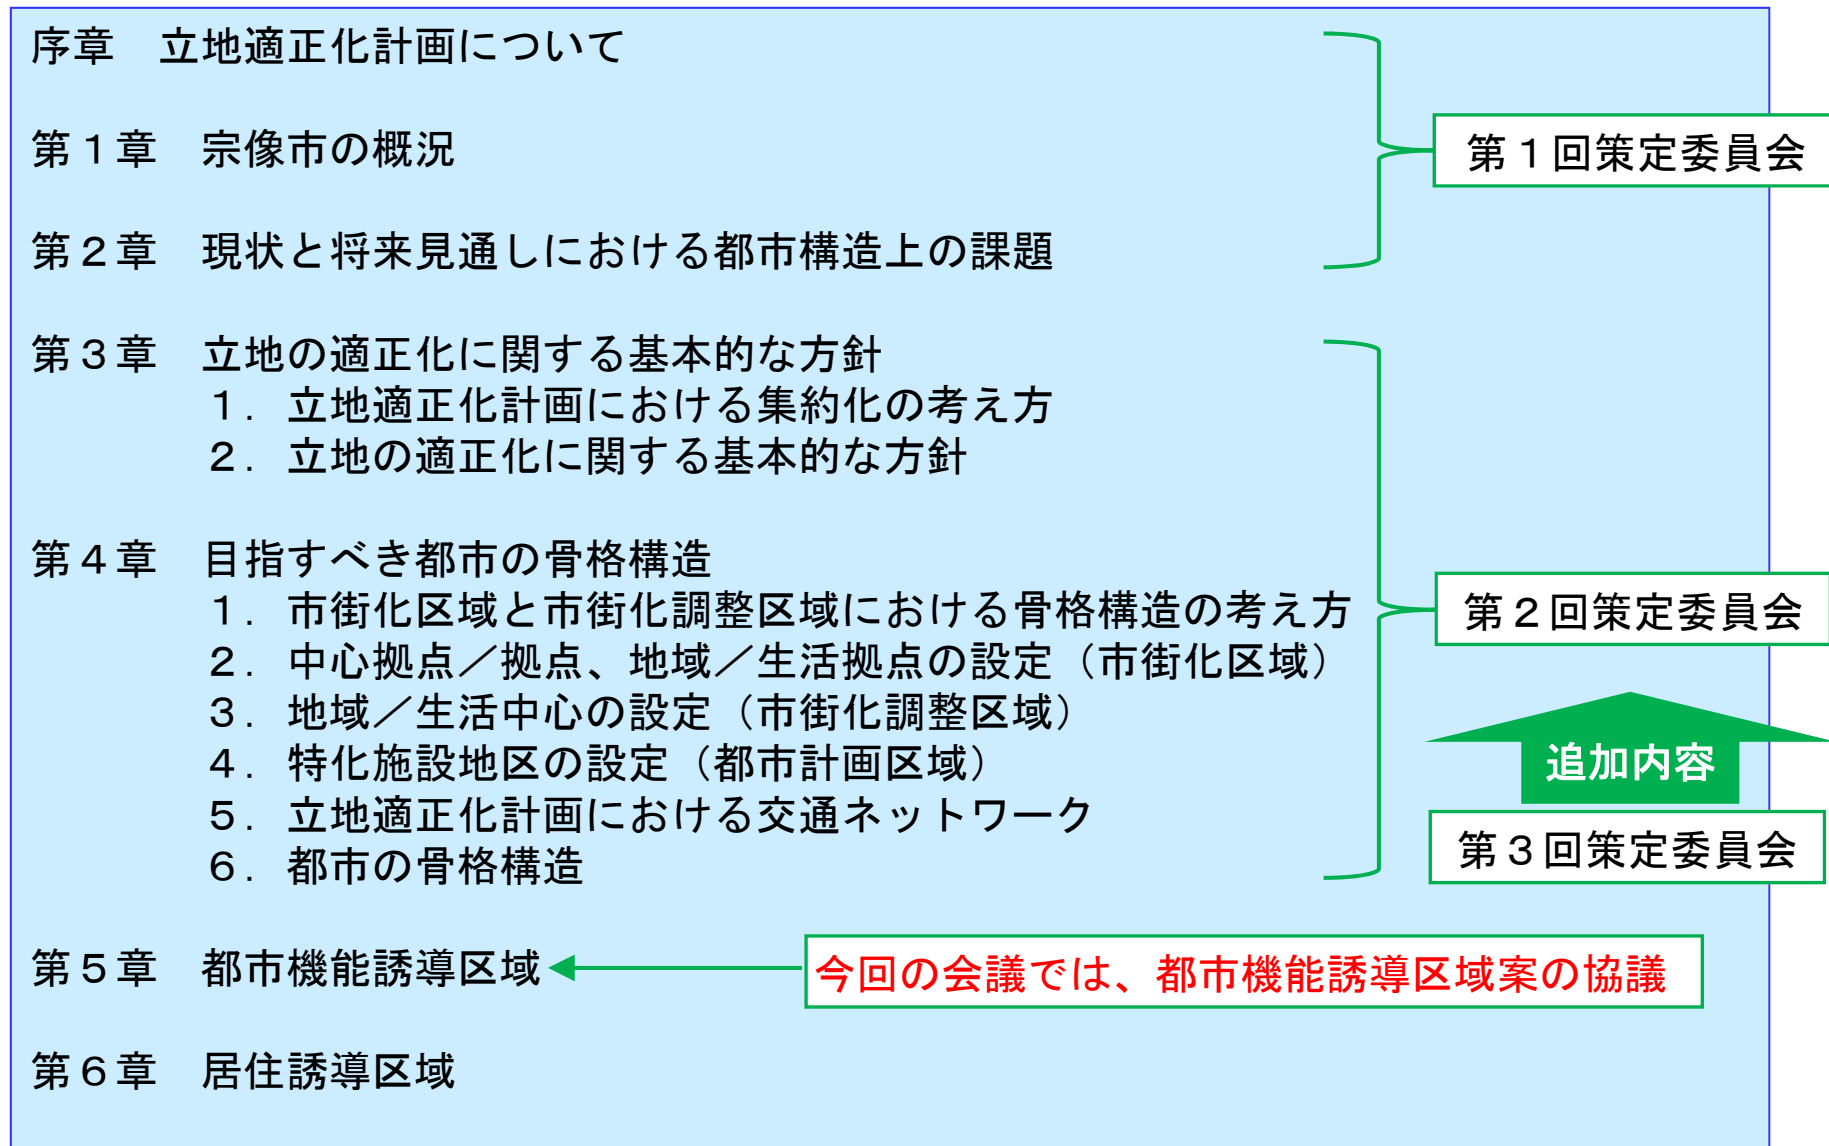 序章　立地適正化計画について
第１章　宗像市の概況
第１回策定委員会
第２章　現状と将来見通しにおける都市構造上の課題
第３章　立地の適正化に関する基本的な方針
１．立地適正化計画における集約化の考え方
２．立地の適正化に関する基本的な方針
第４章　目指すべき都市の骨格構造
１．市街化区域と市街化調整区域における骨格構造の考え方
第２回策定委員会
２．中心拠点／拠点、地域／生活拠点の設定（市街化区域）
３．地域／生活中心の設定（市街化調整区域）
４．特化施設地区の設定（都市計画区域）
追加内容
５．立地適正化計画における交通ネットワーク
第３回策定委員会
６．都市の骨格構造
第５章　都市機能誘導区域
今回の会議では、都市機能誘導区域案の協議
第６章　居住誘導区域